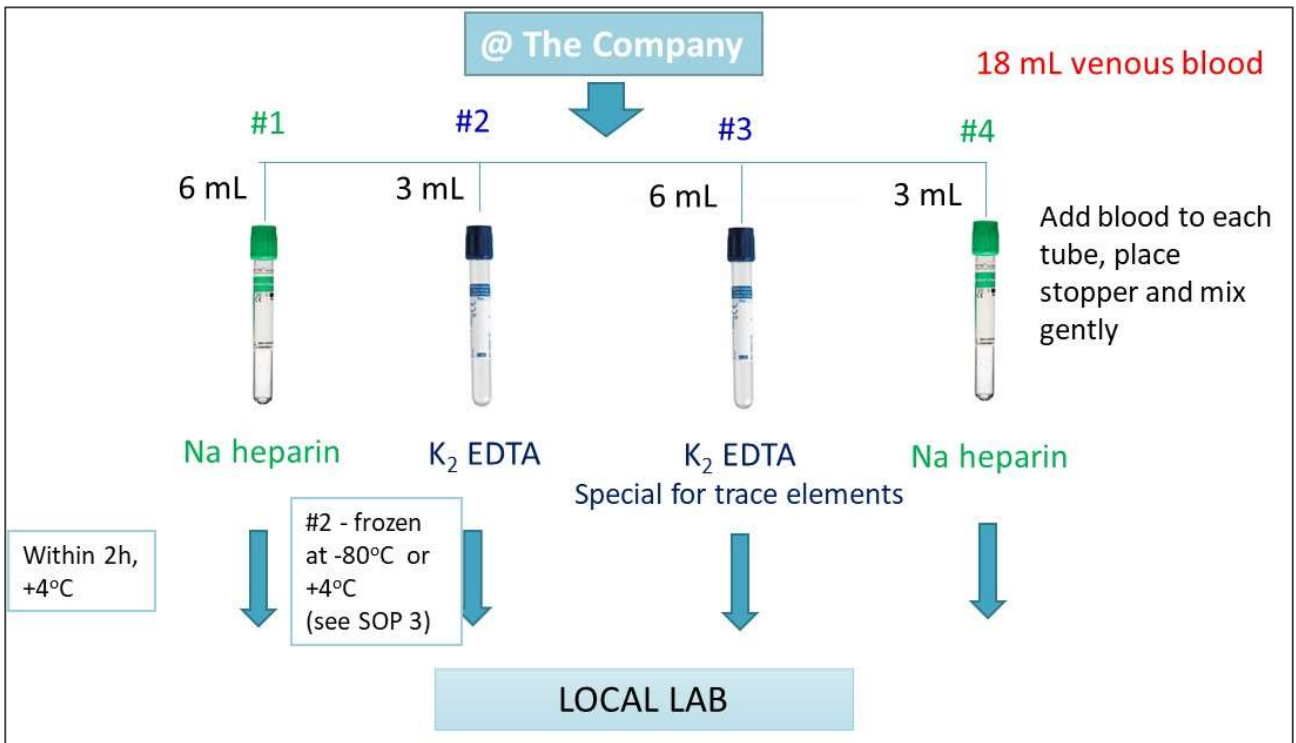 @ The Company
18 mL venous blood
#1
#2
#3
#4
6 mL
3 mL
6 mL
3 mL
Add blood to each
tube, place
stopper and mix
gently
Na heparin
K₂ EDTA
K₂ EDTA
Na heparin
Special for trace elements
Within 2h,
+4°C
#2 - frozen
at -80°C or
+4°C
(see SOP 3)
LOCAL LAB